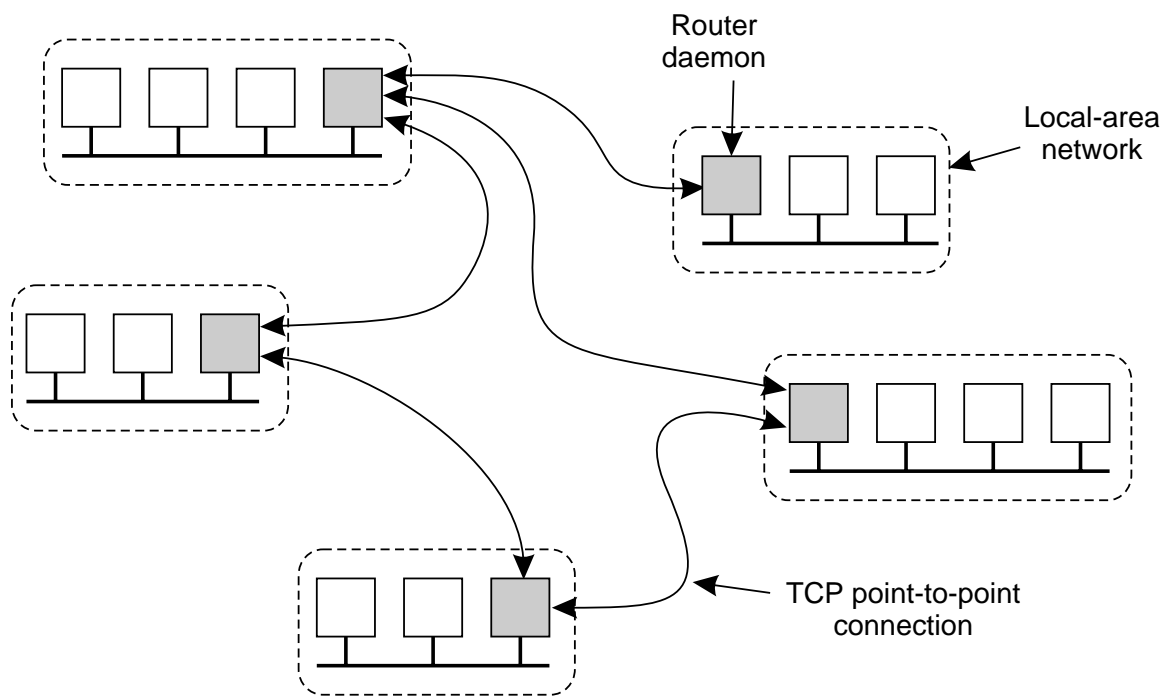 Router
daemon
Local-area
network
TCP point-to-point
connection